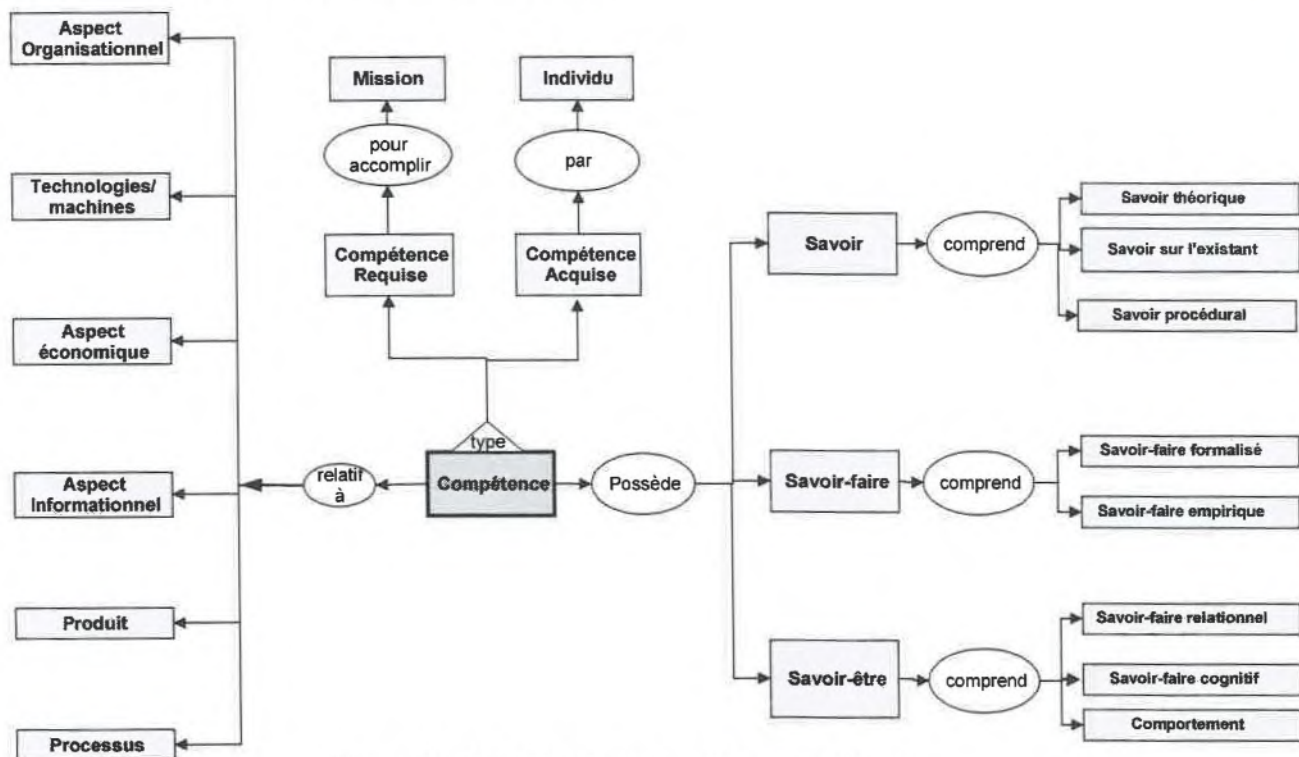 Aspect
Organisationnel
Technologies/
machines
Aspect
économique
Aspect
Informationnel
Produit
Processus
Mission
pour
accomplir
Compétence
Requise
Individu
par
Compétence
Acquise
type
Compétence
relatif
à
Possède
Savoir
comprend
Savoir théorique
Savoir sur l'existant
Savoir procédural
Savoir-faire
comprend
Savoir-faire formalisé
Savoir-faire empirique
Savoir-être
comprend
Savoir-faire relationnel
Savoir-faire cognitif
Comportement